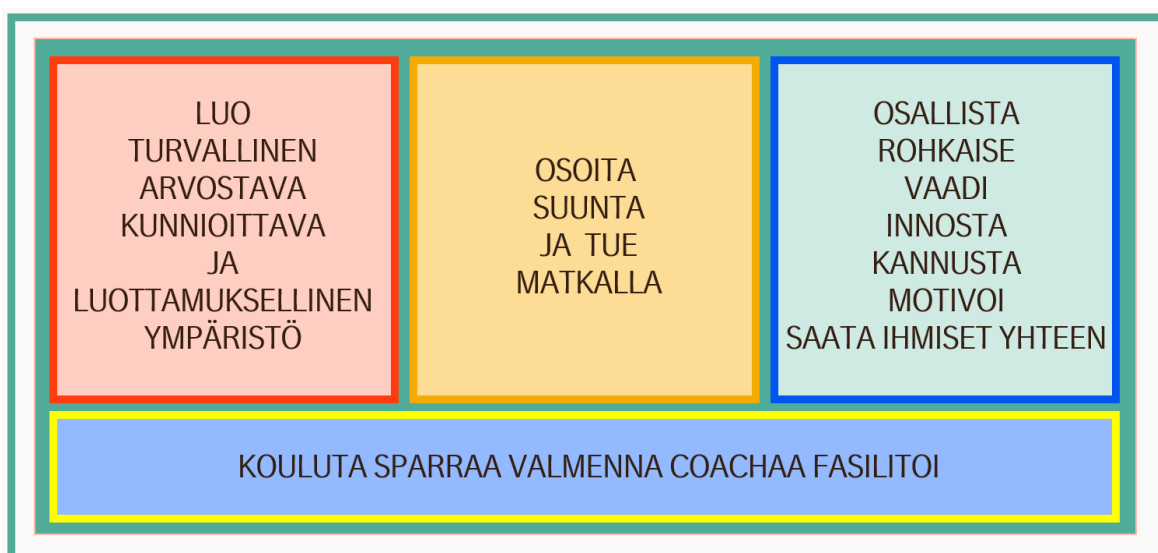 LUO
TURVALLINEN
ARVOSTAVA
KUNNIOITTAVA
JA
LUOTTAMUKSELLINEN
YMPÄRISTÖ
OSOITA
SUUNTA
JA TUE
MATKALLA
OSALLISTA
ROHKAISE
VAADI
INNOSTA
KANNUSTA
MOTIVOI
SAATA IHMISET YHTEEN
KOULUTA SPARRAA VALMENNA COACHAA FASILITOI